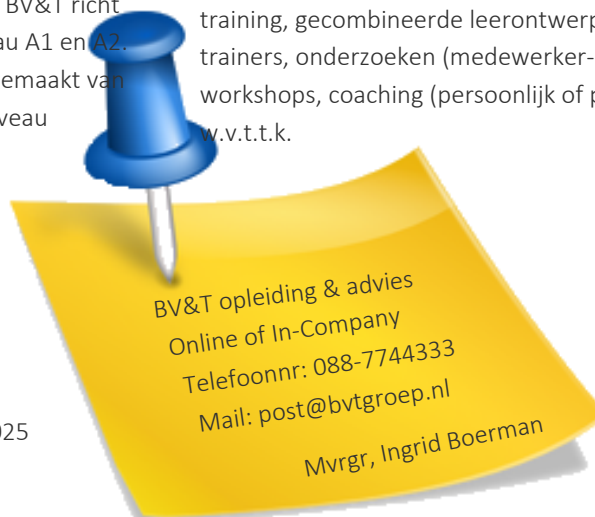 BV&T richt
au A1 en A2.
emaakt van
veau
training, gecombineerde leerontwerp
trainers, onderzoeken (medewerker-
workshops, coaching (persoonlijk of p
w.v.t.t.k.
BV&T opleiding & advies
Online of In-Company
Telefoonnr: 088-7744333
Mail: post@bvtgroep.nl
Mvrgr, Ingrid Boerman
025